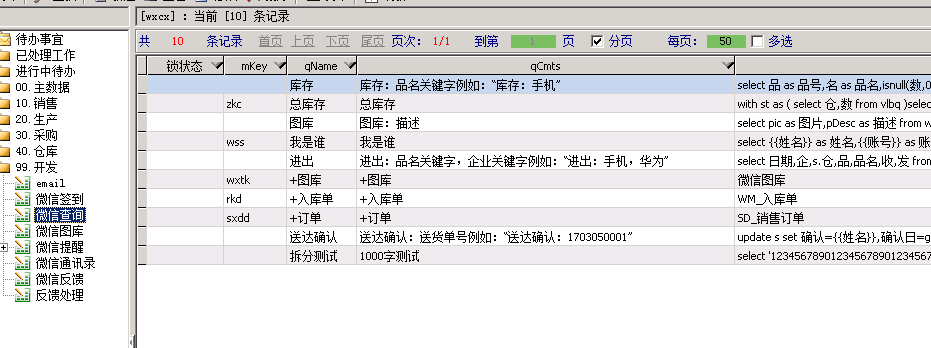 [wxcx] : 当前 [10] 条记录
共 10 条记录 首页 上页 下页 尾页 页次: 1/1 到第 1 页 分页 每页: 50 多选
待办事宜
已处理工作
进行中待办
00. 主数据
10. 销售
20. 生产
30. 采购
40. 仓库
99. 开发
email
微信签到
微信查询
微信图库
微信提醒
微信通讯录
微信反馈
反馈处理
锁状态 mKey qName qCmts
库存 库存: 品名关键字例如:“库存: 手机” select 品 as 品号,名 as 品名,isnull(数,0
zkc 总库存 总库存 with st as ( select 仓,数 from vlbq )select
图库 图库: 描述 select pic as 图片,pDesc as 描述 from w
wss 我是谁 我是谁 select {{姓名}} as 姓名,{{账号}} as 账
进出 进出: 品名关键字, 企业关键字例如:“进出: 手机, 华为” select 日期,企,s.仓,品,品名,收,发 from
wxtk +图库 +图库 微信图库
rkd +入库单 +入库单 WM_入库单
sxdd +订单 +订单 SD_销售订单
送达确认 送达确认: 送货单号例如:“送达确认: 1703050001” update s set 确认={{姓名}},确认日=g
拆分测试 1000字测试 select '1234567890123456789012345678901234567